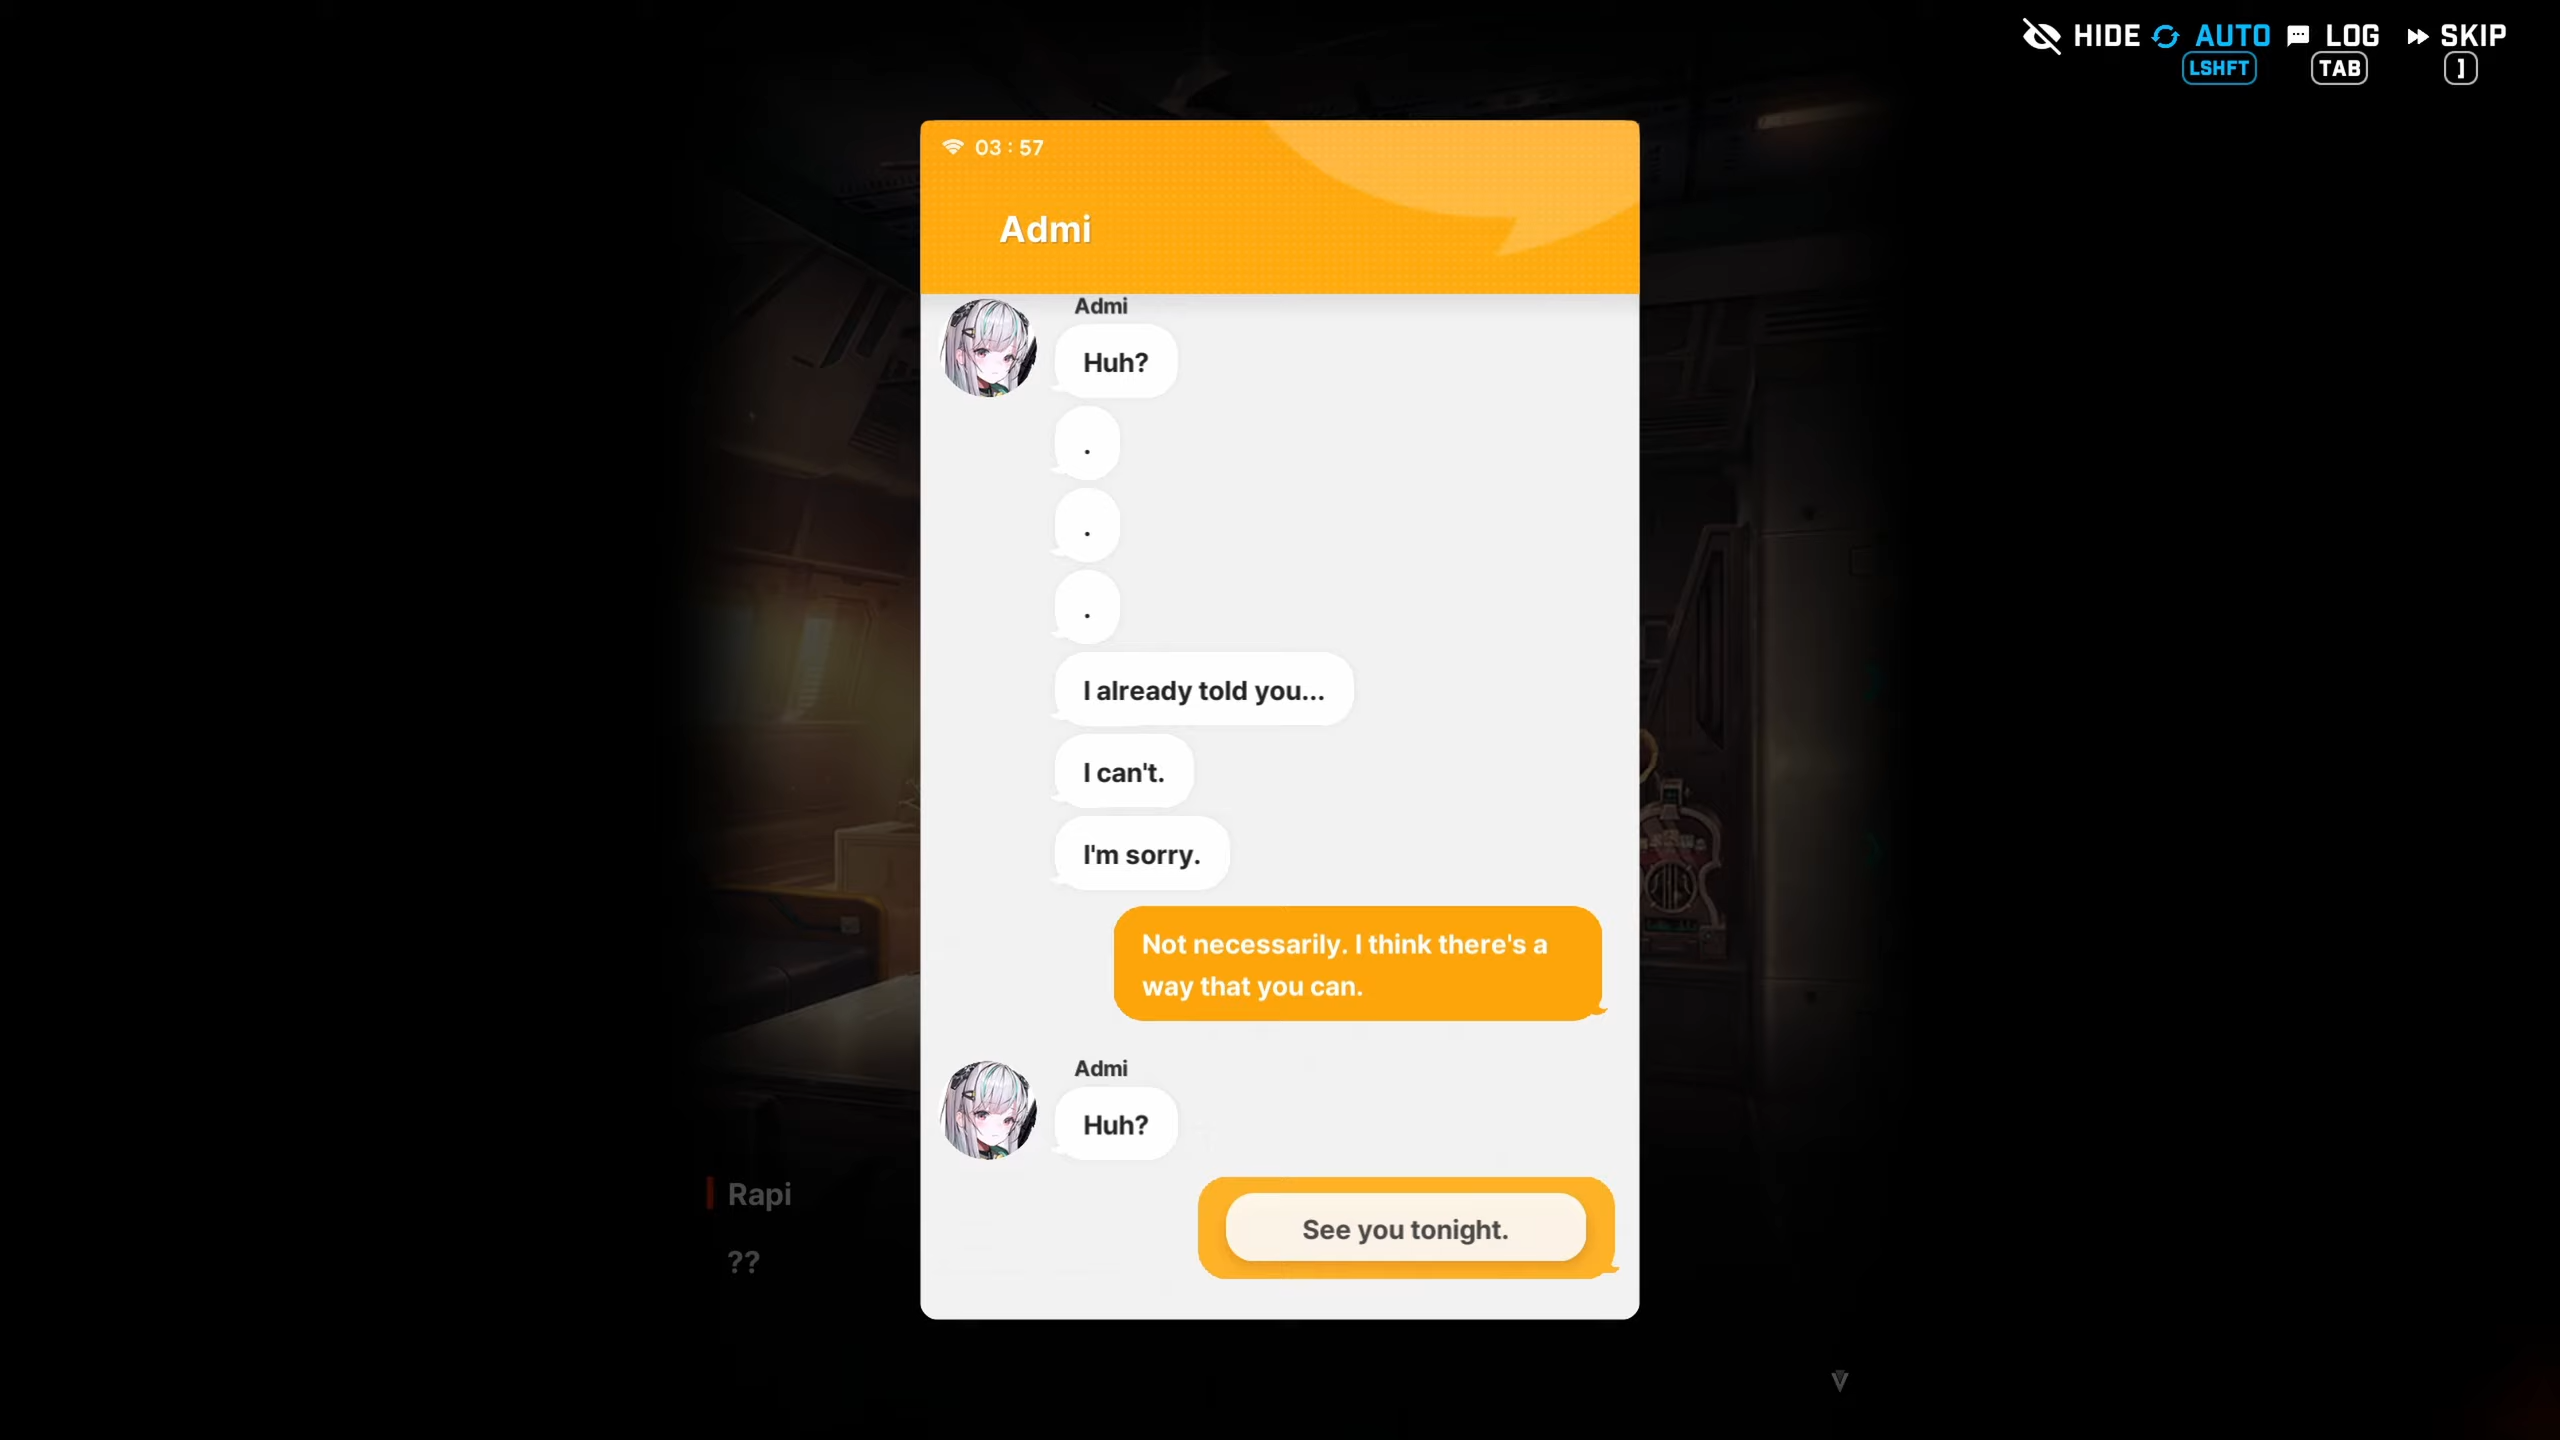 HIDE AUTO LOG SKIP
LSHFT TAB ]
03 : 57
Admi
Admi
Huh?
.
.
.
I already told you...
I can't.
I'm sorry.
Not necessarily. I think there's a
way that you can.
Admi
Huh?
See you tonight.
Rapi
??